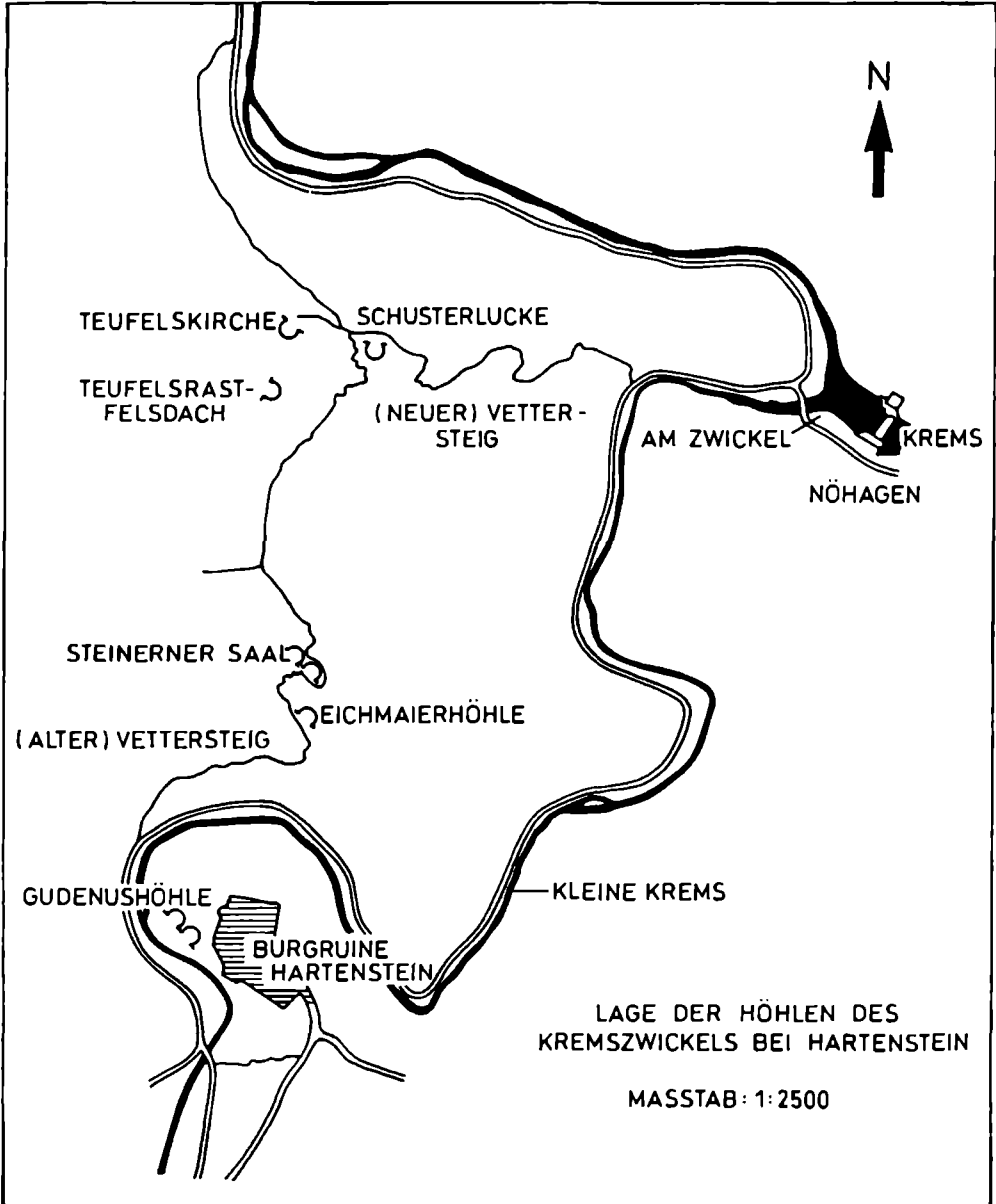 N
TEUFELSKIRCHE
SCHUSTERLUCKE
TEUFELSRAST-
FELSDACH
(NEUER) VETTER-
STEIG
AM ZWICKEL
KREMS
NÖHAGEN
STEINERNER SAAL
EICHMAIERHÖHLE
(ALTER) VETTERSTEIG
GUDENUSHÖHLE
KLEINE KREMS
BURGRUINE
HARTENSTEIN
LAGE DER HÖHLEN DES
KREMSZWICKELS BEI HARTENSTEIN
MASSTAB: 1:2500